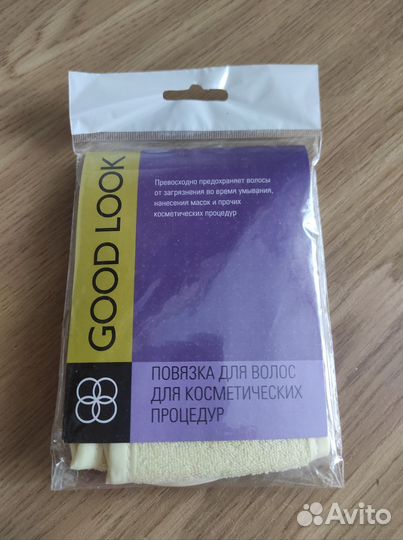 GOOD LOOK
Превосходно предохраняет волосы
от загрязнения во время умывания,
нанесения масок и прочих
косметических процедур
ПОВЯЗКА ДЛЯ ВОЛОС
ДЛЯ КОСМЕТИЧЕСКИХ
ПРОЦЕДУР
Avito